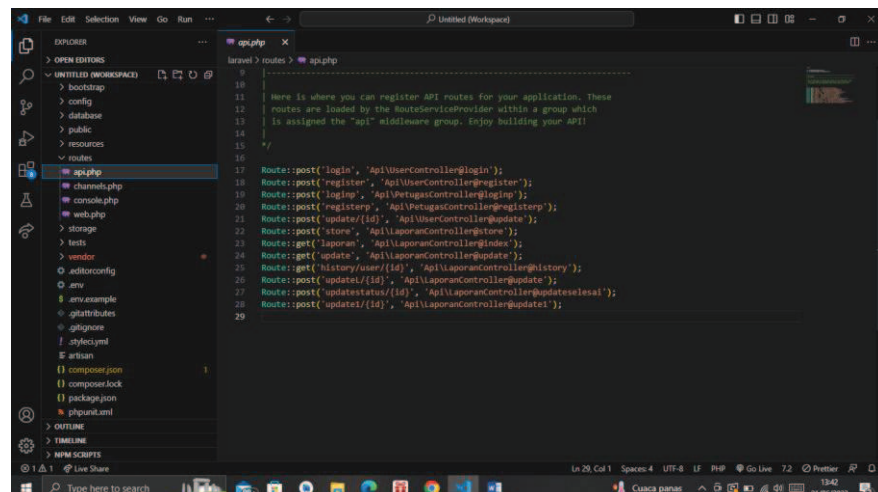 File Edit Selection View Go Run ···
Untitled (Workspace)
EXPLORER
api.php
OPEN EDITORS
laravel > routes > api.php
UNTITLED (WORKSPACE)
bootstrap
config
database
public
resources
routes
api.php
channels.php
console.php
web.php
storage
tests
vendor
.editorconfig
.env
.env.example
.gitattributes
.gitignore
.styleci.yml
artisan
composer.json 1
composer.lock
package.json
phpunit.xml
OUTLINE
TIMELINE
NPM SCRIPTS
9 |--------------------------------------------------------------------------
10 |
11 | Here is where you can register API routes for your application. These
12 | routes are loaded by the RouteServiceProvider within a group which
13 | is assigned the "api" middleware group. Enjoy building your API!
14 |
15 */
16
17 Route::post('login', 'Api\UserController@login');
18 Route::post('register', 'Api\UserController@register');
19 Route::post('loginp', 'Api\PetugasController@loginp');
20 Route::post('registerp', 'Api\PetugasController@registerp');
21 Route::post('update/{id}', 'Api\UserController@update');
22 Route::post('store', 'Api\LaporanController@store');
23 Route::get('laporan', 'Api\LaporanController@index');
24 Route::get('update', 'Api\LaporanController@update');
25 Route::get('history/user/{id}', 'Api\LaporanController@history');
26 Route::post('updateL/{id}', 'Api\LaporanController@update');
27 Route::post('updatestatus/{id}', 'Api\LaporanController@updateselesai');
28 Route::post('update1/{id}', 'Api\LaporanController@update1');
29
1 1 Live Share
Ln 29, Col 1 Spaces: 4 UTF-8 LF PHP Go Live 7.2 Prettier
Type here to search
Cuaca panas
13:42